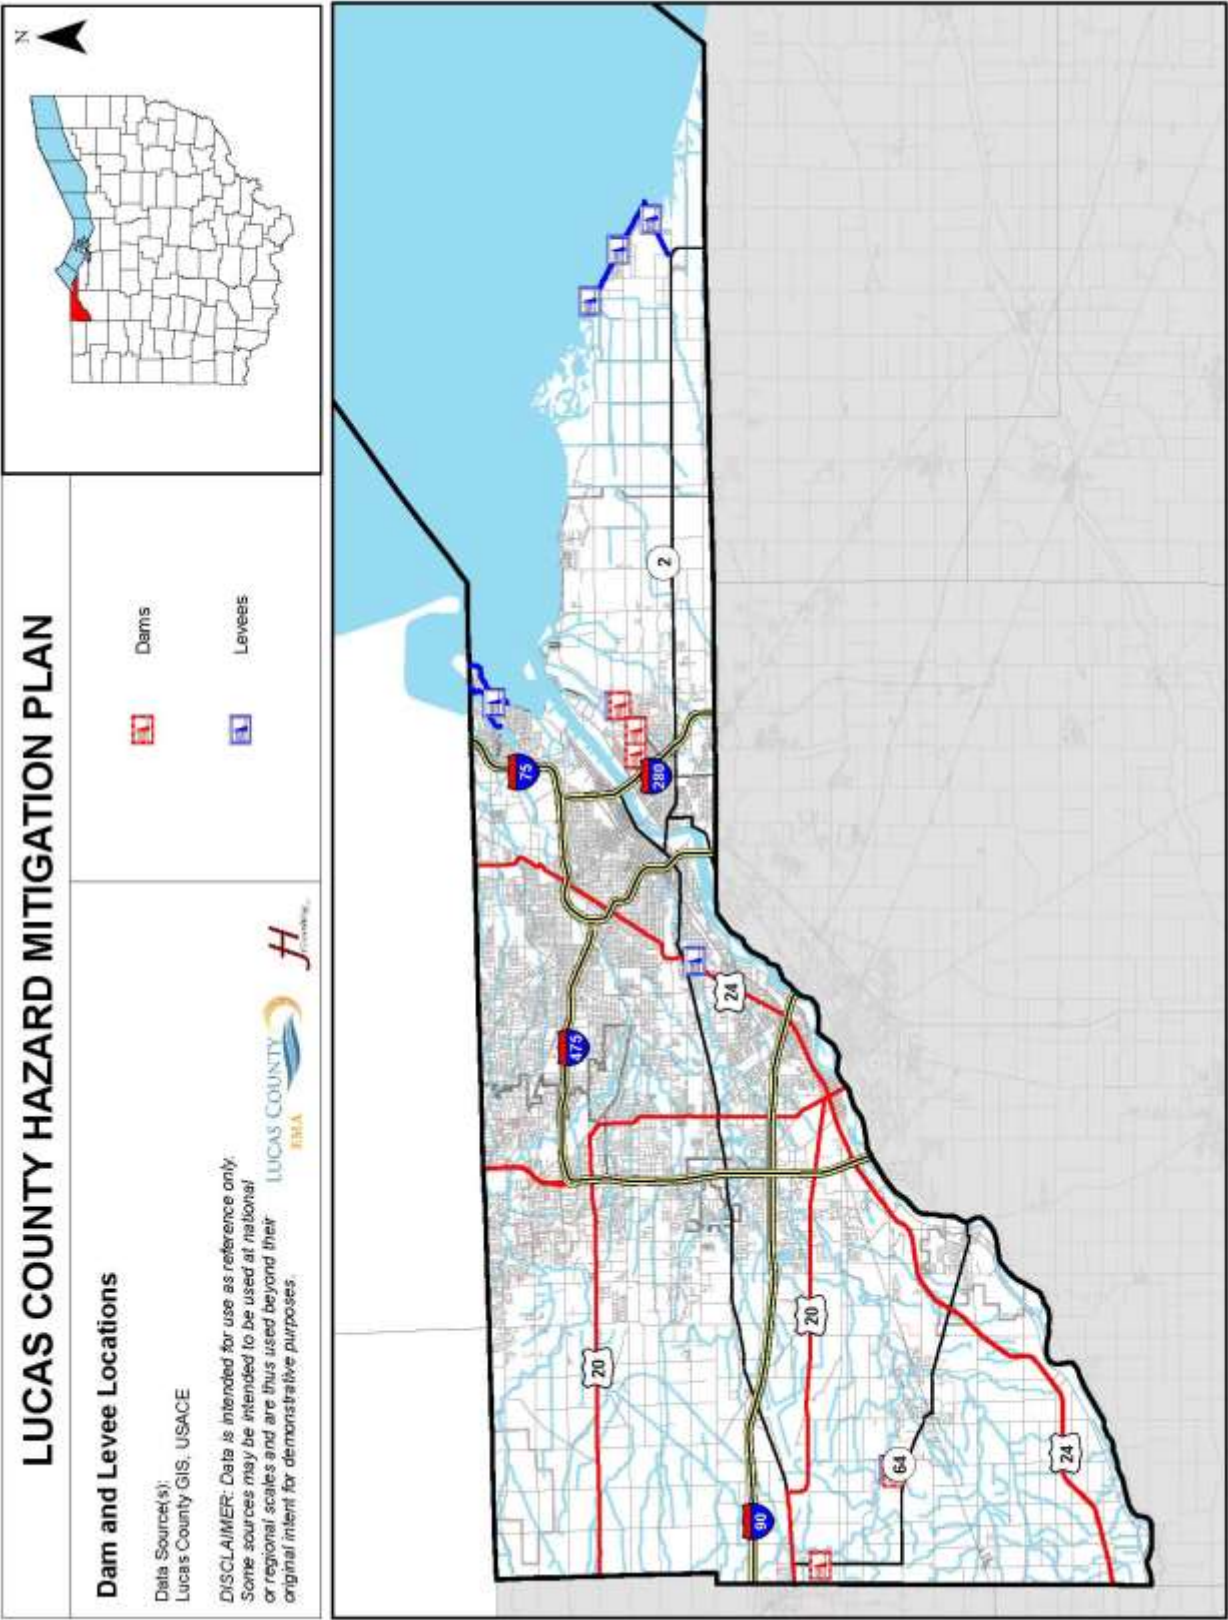 LUCAS COUNTY HAZARD MITIGATION PLAN
Dam and Levee Locations
Data Source(s):
Lucas County GIS, USACE
DISCLAIMER: Data is intended for use as reference only.
Some sources may be intended to be used at national
or regional scales and are thus used beyond their
original intent for demonstrative purposes.
LUCAS COUNTY
EMA
JH
Dams
Levees
N
75
280
2
475
24
20
20
64
24
90